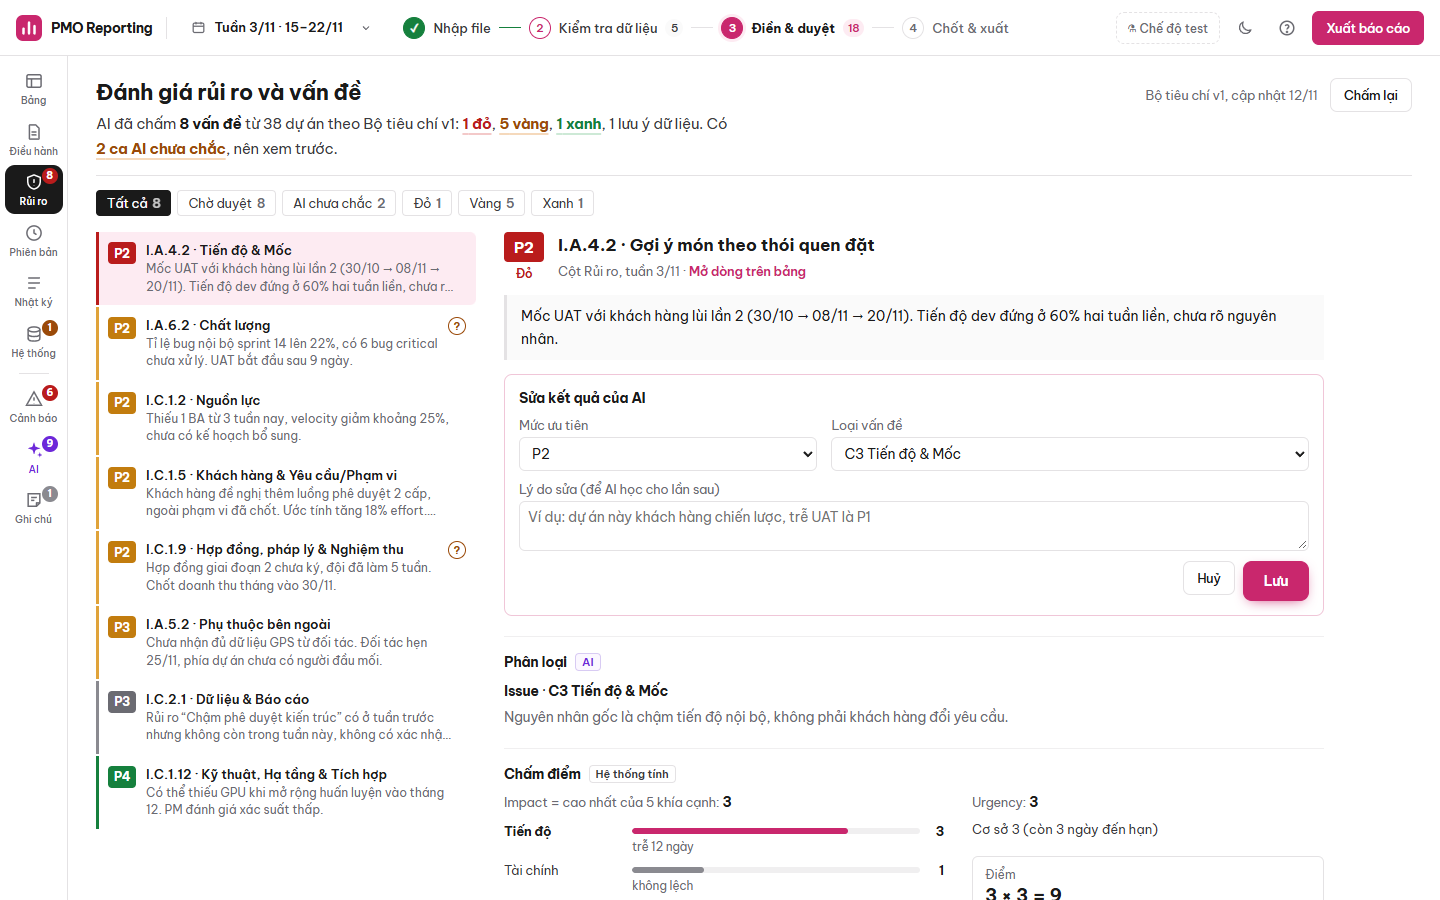 PMO Reporting
Tuần 3/11 · 15–22/11
Nhập file
2 Kiểm tra dữ liệu 5
3 Điền & duyệt 18
4 Chốt & xuất
Chế độ test
Xuất báo cáo
Bảng
Điều hành
Rủi ro 8
Phiên bản
Nhật ký
Hệ thống 1
Cảnh báo 6
AI 9
Ghi chú 1
Đánh giá rủi ro và vấn đề
AI đã chấm 8 vấn đề từ 38 dự án theo Bộ tiêu chí v1: 1 đỏ, 5 vàng, 1 xanh, 1 lưu ý dữ liệu. Có
2 ca AI chưa chắc, nên xem trước.
Bộ tiêu chí v1, cập nhật 12/11
Chấm lại
Tất cả 8
Chờ duyệt 8
AI chưa chắc 2
Đỏ 1
Vàng 5
Xanh 1
P2 I.A.4.2 · Tiến độ & Mốc
Mốc UAT với khách hàng lùi lần 2 (30/10 → 08/11 →
20/11). Tiến độ dev đứng ở 60% hai tuần liền, chưa r...
P2 I.A.6.2 · Chất lượng ?
Tỉ lệ bug nội bộ sprint 14 lên 22%, có 6 bug critical
chưa xử lý. UAT bắt đầu sau 9 ngày.
P2 I.C.1.2 · Nguồn lực
Thiếu 1 BA từ 3 tuần nay, velocity giảm khoảng 25%,
chưa có kế hoạch bổ sung.
P2 I.C.1.5 · Khách hàng & Yêu cầu/Phạm vi
Khách hàng đề nghị thêm luồng phê duyệt 2 cấp,
ngoài phạm vi đã chốt. Ước tính tăng 18% effort....
P2 I.C.1.9 · Hợp đồng, pháp lý & Nghiệm thu ?
Hợp đồng giai đoạn 2 chưa ký, đội đã làm 5 tuần.
Chốt doanh thu tháng vào 30/11.
P3 I.A.5.2 · Phụ thuộc bên ngoài
Chưa nhận đủ dữ liệu GPS từ đối tác. Đối tác hẹn
25/11, phía dự án chưa có người đầu mối.
P3 I.C.2.1 · Dữ liệu & Báo cáo
Rủi ro “Chậm phê duyệt kiến trúc” có ở tuần trước
nhưng không còn trong tuần này, không có xác nhậ...
P4 I.C.1.12 · Kỹ thuật, Hạ tầng & Tích hợp
Có thể thiếu GPU khi mở rộng huấn luyện vào tháng
12. PM đánh giá xác suất thấp.
P2 I.A.4.2 · Gợi ý món theo thói quen đặt
Đỏ Cột Rủi ro, tuần 3/11 · Mở dòng trên bảng
Mốc UAT với khách hàng lùi lần 2 (30/10 → 08/11 → 20/11). Tiến độ dev đứng ở 60% hai tuần liền, chưa rõ nguyên
nhân.
Sửa kết quả của AI
Mức ưu tiên
P2
Loại vấn đề
C3 Tiến độ & Mốc
Lý do sửa (để AI học cho lần sau)
Ví dụ: dự án này khách hàng chiến lược, trễ UAT là P1
Huỷ
Lưu
Phân loại AI
Issue · C3 Tiến độ & Mốc
Nguyên nhân gốc là chậm tiến độ nội bộ, không phải khách hàng đổi yêu cầu.
Chấm điểm Hệ thống tính
Impact = cao nhất của 5 khía cạnh: 3
Tiến độ 3
trễ 12 ngày
Tài chính 1
không lệch
Urgency: 3
Cơ sở 3 (còn 3 ngày đến hạn)
Điểm
3 × 3 = 9